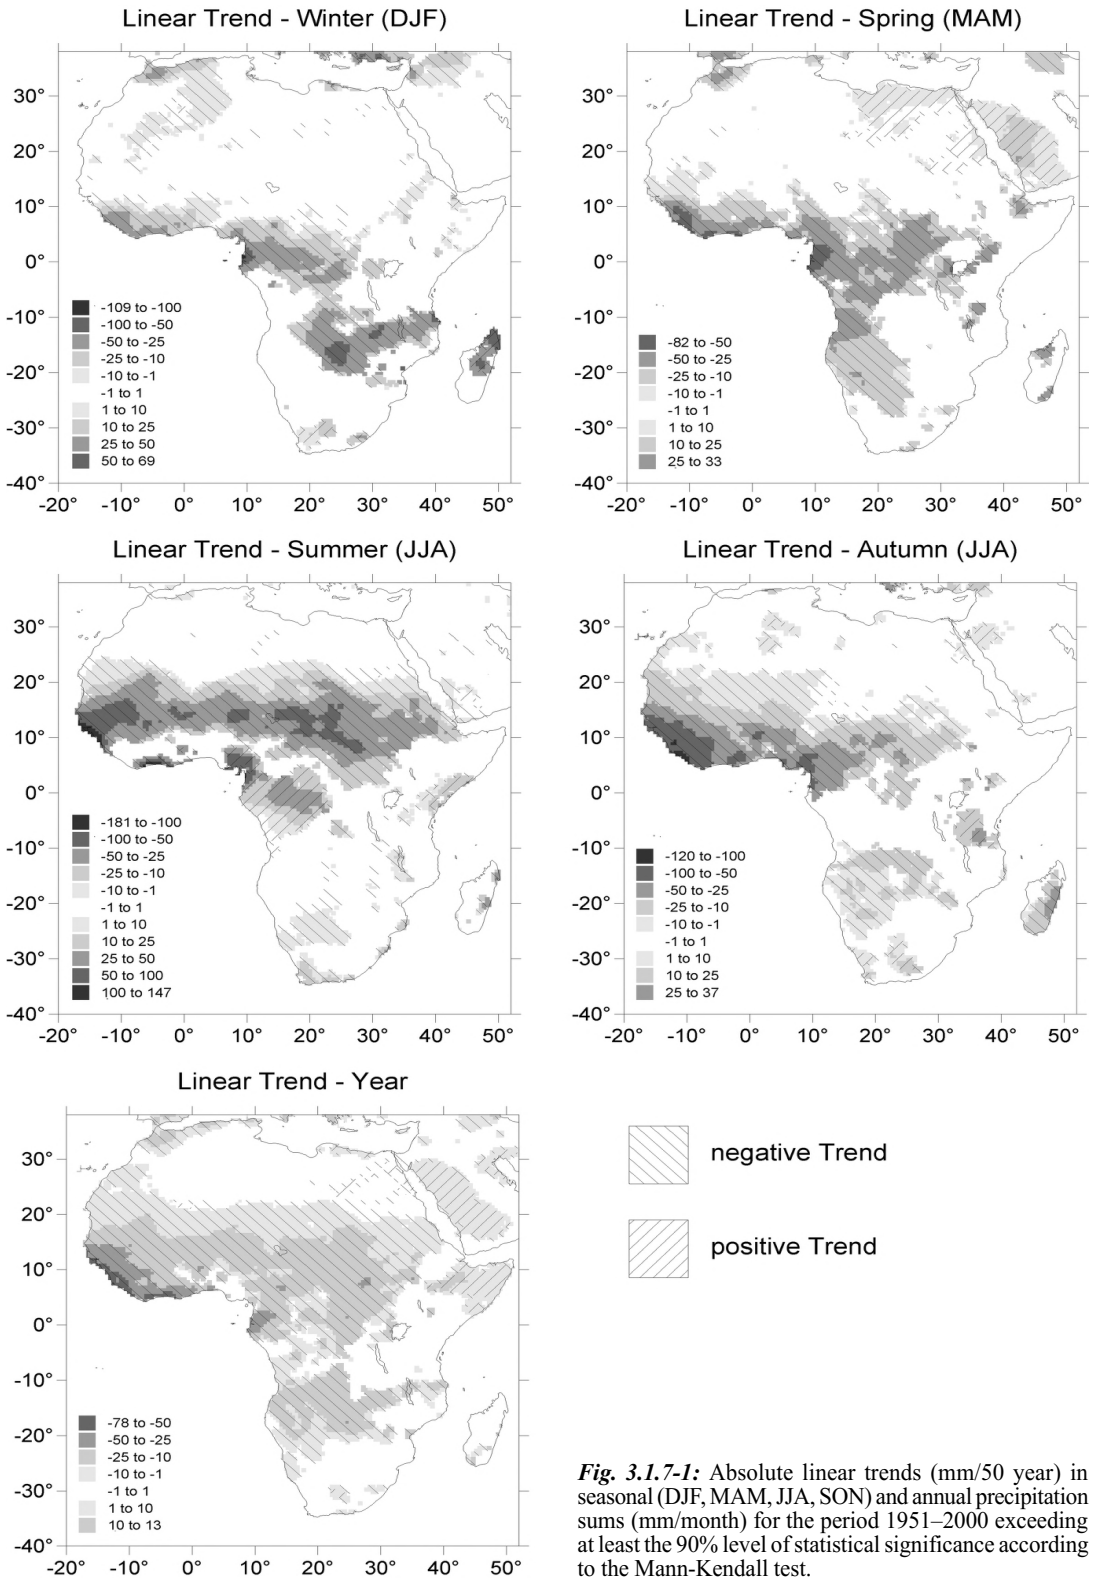 Linear Trend - Winter (DJF)
30°
20°
10°
0°
-10°
-20°
-30°
-40°
-109 to -100
-100 to -50
-50 to -25
-25 to -10
-10 to -1
-1 to 1
1 to 10
10 to 25
25 to 50
50 to 69
-20° -10° 0° 10° 20° 30° 40° 50°
Linear Trend - Spring (MAM)
30°
20°
10°
0°
-10°
-20°
-30°
-40°
-82 to -50
-50 to -25
-25 to -10
-10 to -1
-1 to 1
1 to 10
10 to 25
25 to 33
-20° -10° 0° 10° 20° 30° 40° 50°
Linear Trend - Summer (JJA)
30°
20°
10°
0°
-10°
-20°
-30°
-40°
-181 to -100
-100 to -50
-50 to -25
-25 to -10
-10 to -1
-1 to 1
1 to 10
10 to 25
25 to 50
50 to 100
100 to 147
-20° -10° 0° 10° 20° 30° 40° 50°
Linear Trend - Autumn (JJA)
30°
20°
10°
0°
-10°
-20°
-30°
-40°
-120 to -100
-100 to -50
-50 to -25
-25 to -10
-10 to -1
-1 to 1
1 to 10
10 to 25
25 to 37
-20° -10° 0° 10° 20° 30° 40° 50°
Linear Trend - Year
30°
20°
10°
0°
-10°
-20°
-30°
-40°
-78 to -50
-50 to -25
-25 to -10
-10 to -1
-1 to 1
1 to 10
10 to 13
-20° -10° 0° 10° 20° 30° 40° 50°
negative Trend
positive Trend
Fig. 3.1.7-1: Absolute linear trends (mm/50 year) in
seasonal (DJF, MAM, JJA, SON) and annual precipitation
sums (mm/month) for the period 1951–2000 exceeding
at least the 90% level of statistical significance according
to the Mann-Kendall test.